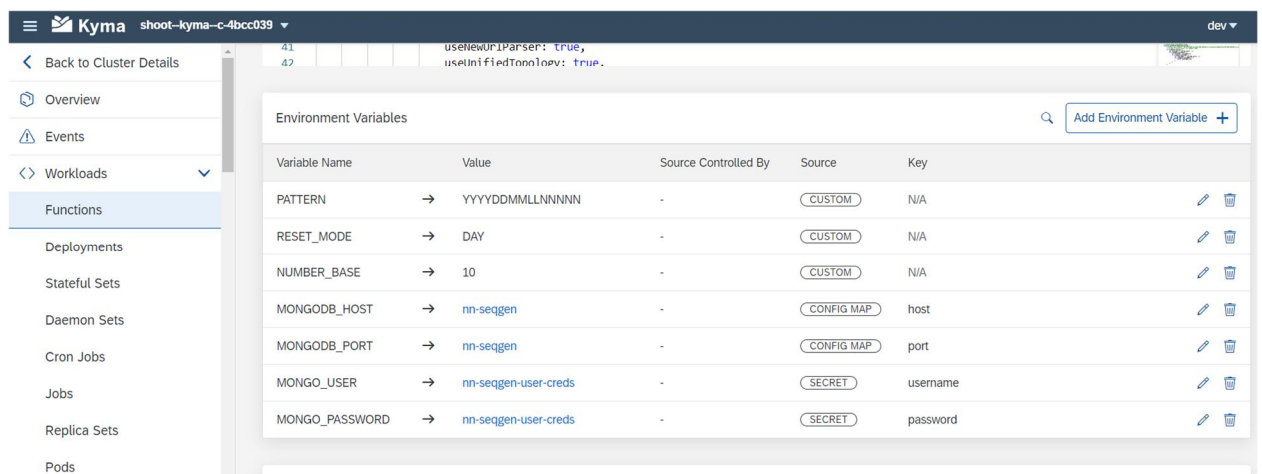 Kyma shoot--kyma--c-4bcc039 dev
Back to Cluster Details
Overview
Events
Workloads
Functions
Deployments
Stateful Sets
Daemon Sets
Cron Jobs
Jobs
Replica Sets
Pods
41 useNewUrlParser: true,
42 useUnifiedTopology: true,
Environment Variables Add Environment Variable +
Variable Name Value Source Controlled By Source Key
PATTERN → YYYYDDMMLLNNNNN - CUSTOM N/A
RESET_MODE → DAY - CUSTOM N/A
NUMBER_BASE → 10 - CUSTOM N/A
MONGODB_HOST → nn-seqgen - CONFIG MAP host
MONGODB_PORT → nn-seqgen - CONFIG MAP port
MONGO_USER → nn-seqgen-user-creds - SECRET username
MONGO_PASSWORD → nn-seqgen-user-creds - SECRET password